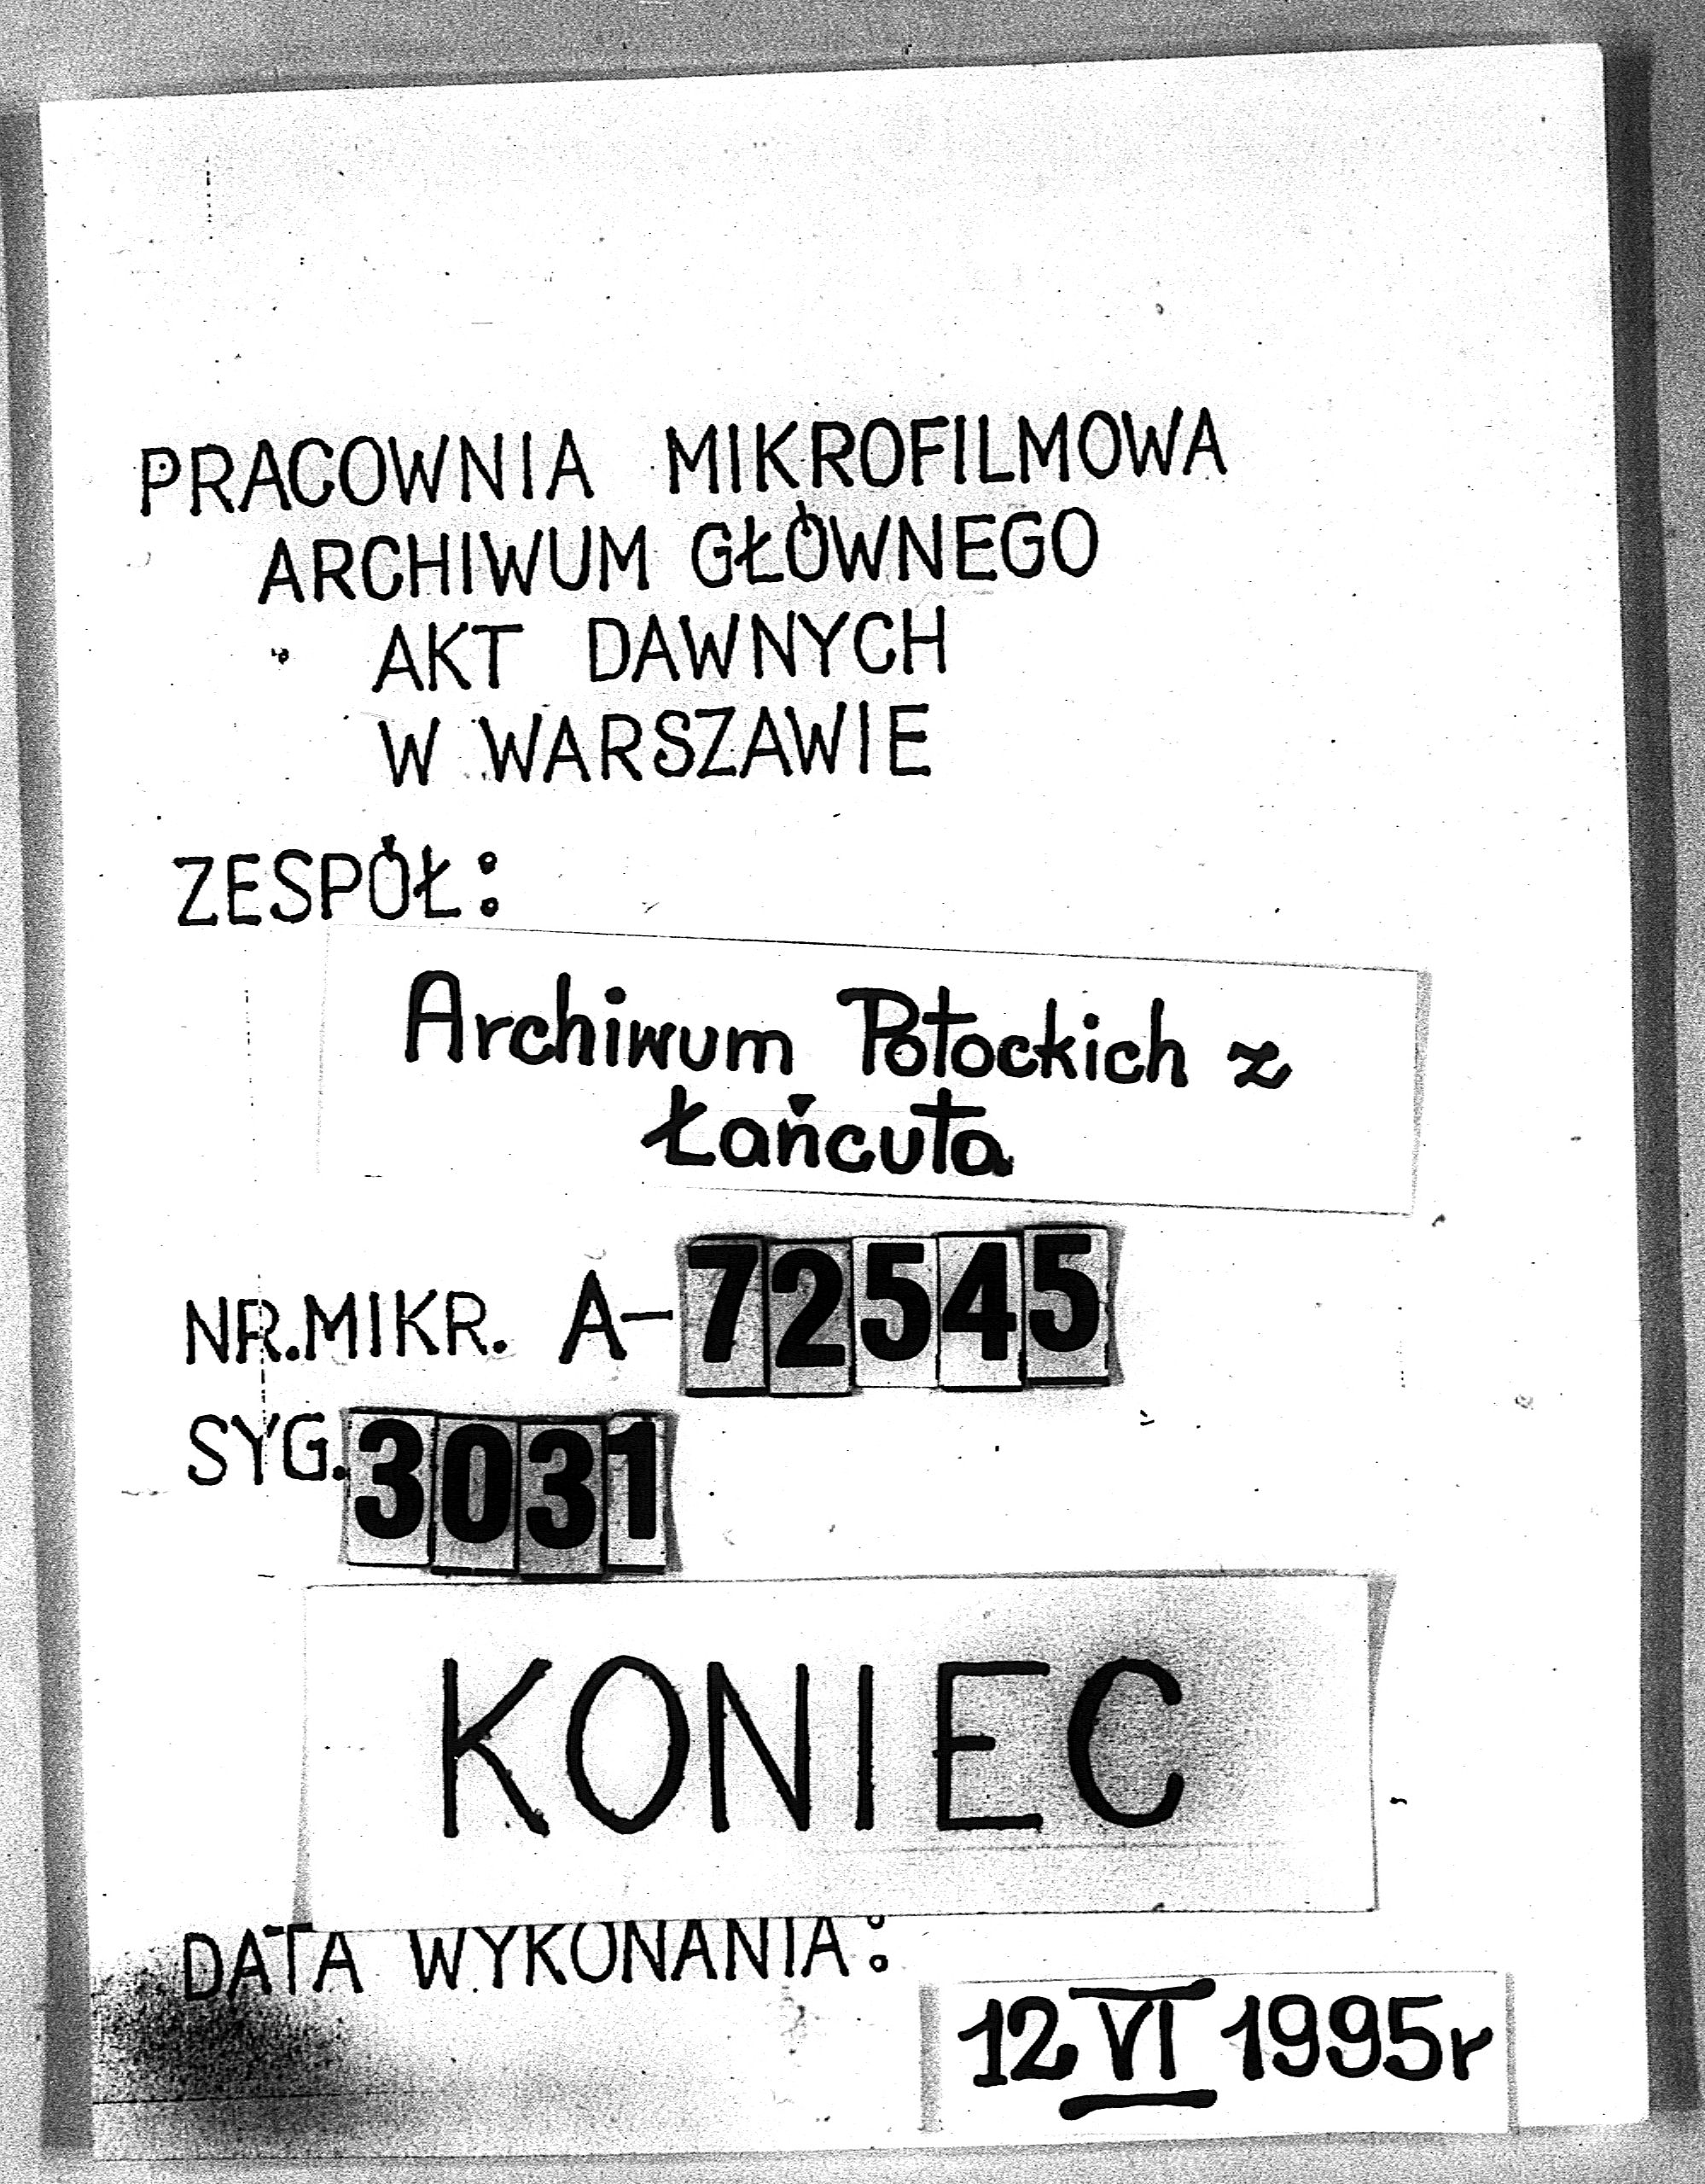 PRACOWNIA MIKROFILMOWA
ARCHIWUM GŁÓWNEGO
AKT DAWNYCH
W WARSZAWIE
ZESPÓŁ:
Archiwum Potockich z
Łańcuta
NR.MIKR. A-72545
SYG. 3031
KONIEC
DATA WYKONANIA:
12 VI 1995r